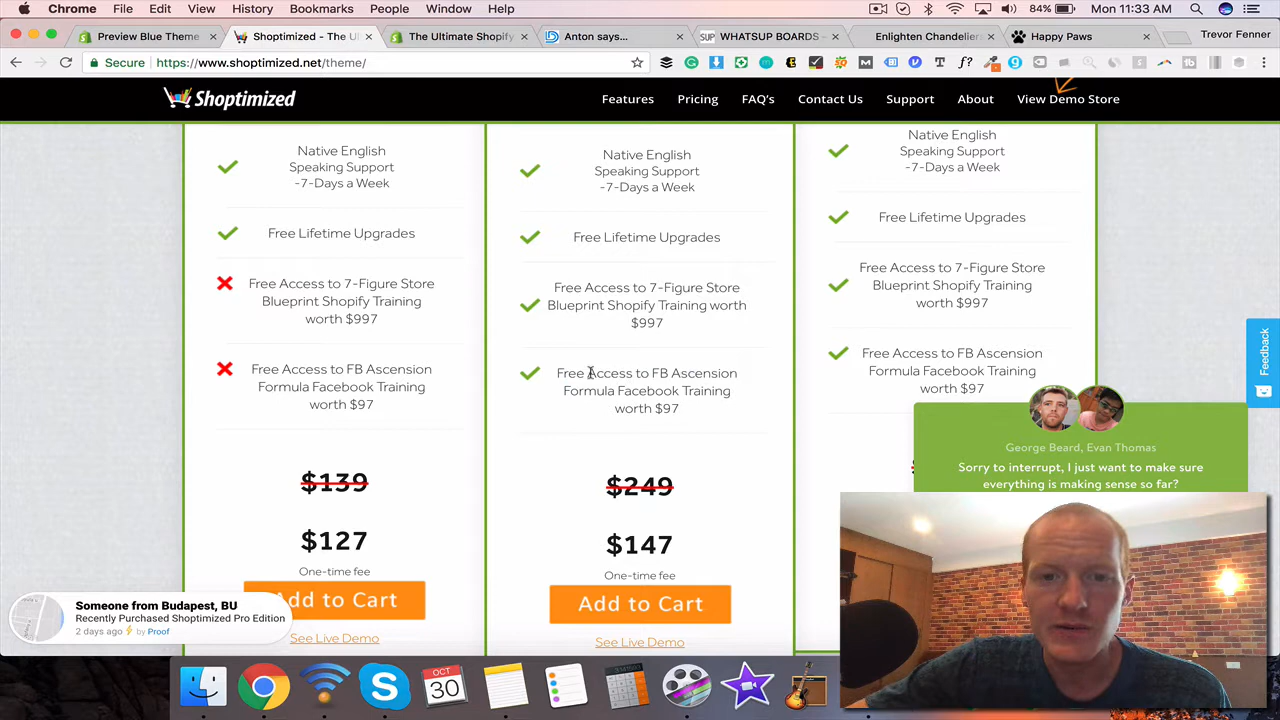 Chrome File Edit View History Bookmarks People Window Help 84% Mon 11:33 AM
Preview Blue Theme × Shoptimized - The U × The Ultimate Shopify × Anton says... × WHATSUP BOARDS - × Enlighten Chandeliers × Happy Paws × Trevor Fenner
Secure https://www.shoptimized.net/theme/
Shoptimized Features Pricing FAQ's Contact Us Support About View Demo Store
Native English
Speaking Support
-7-Days a Week
Free Lifetime Upgrades
Free Access to 7-Figure Store
Blueprint Shopify Training
worth $997
Free Access to FB Ascension
Formula Facebook Training
worth $97
$139
$127
One-time fee
Add to Cart
See Live Demo
Native English
Speaking Support
-7-Days a Week
Free Lifetime Upgrades
Free Access to 7-Figure Store
Blueprint Shopify Training worth
$997
Free Access to FB Ascension
Formula Facebook Training
worth $97
$249
$147
One-time fee
Add to Cart
See Live Demo
Native English
Speaking Support
-7-Days a Week
Free Lifetime Upgrades
Free Access to 7-Figure Store
Blueprint Shopify Training
worth $997
Free Access to FB Ascension
Formula Facebook Training
worth $97
George Beard, Evan Thomas
Sorry to interrupt, I just want to make sure
everything is making sense so far?
Feedback
Someone from Budapest, BU
Recently Purchased Shoptimized Pro Edition
2 days ago by Proof
OCT
30